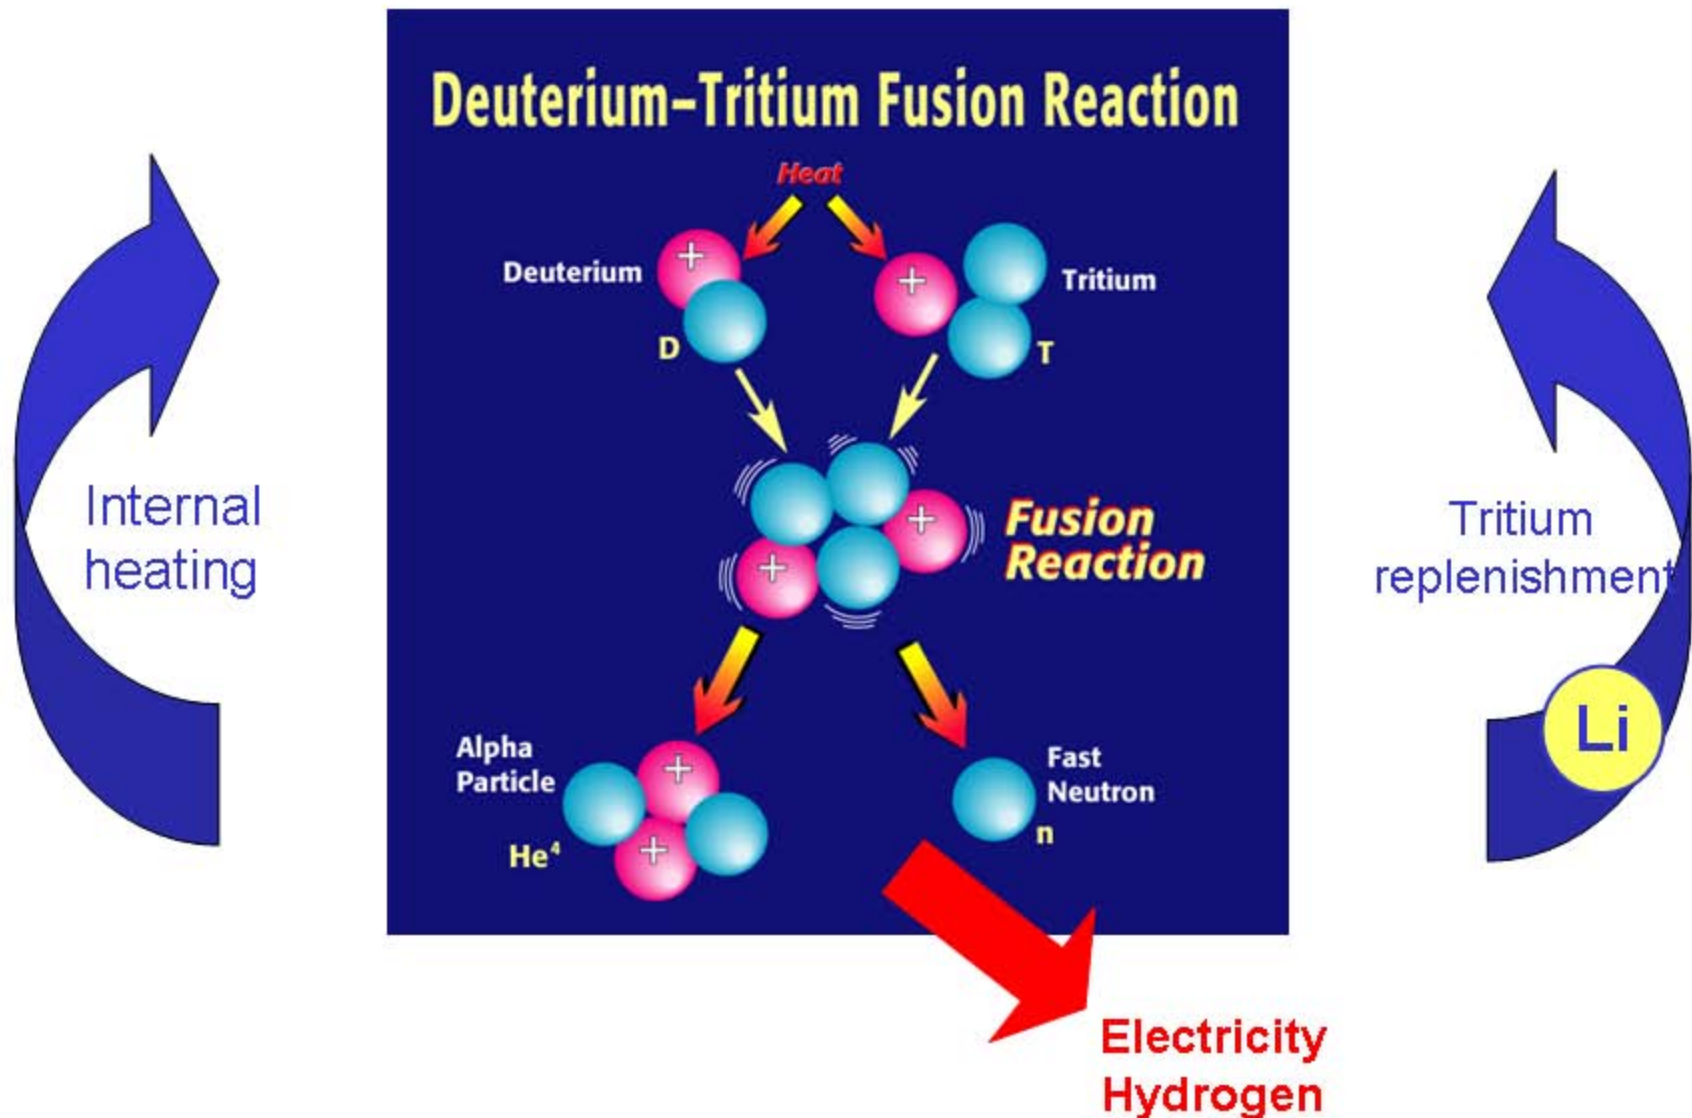 Deuterium–Tritium Fusion Reaction
Heat
Deuterium
+
+
Tritium
D
T
Internal
heating
+
+
Fusion
Reaction
Tritium
replenishment
Li
Alpha
Particle
He⁴
+
+
Fast
Neutron
n
Electricity
Hydrogen